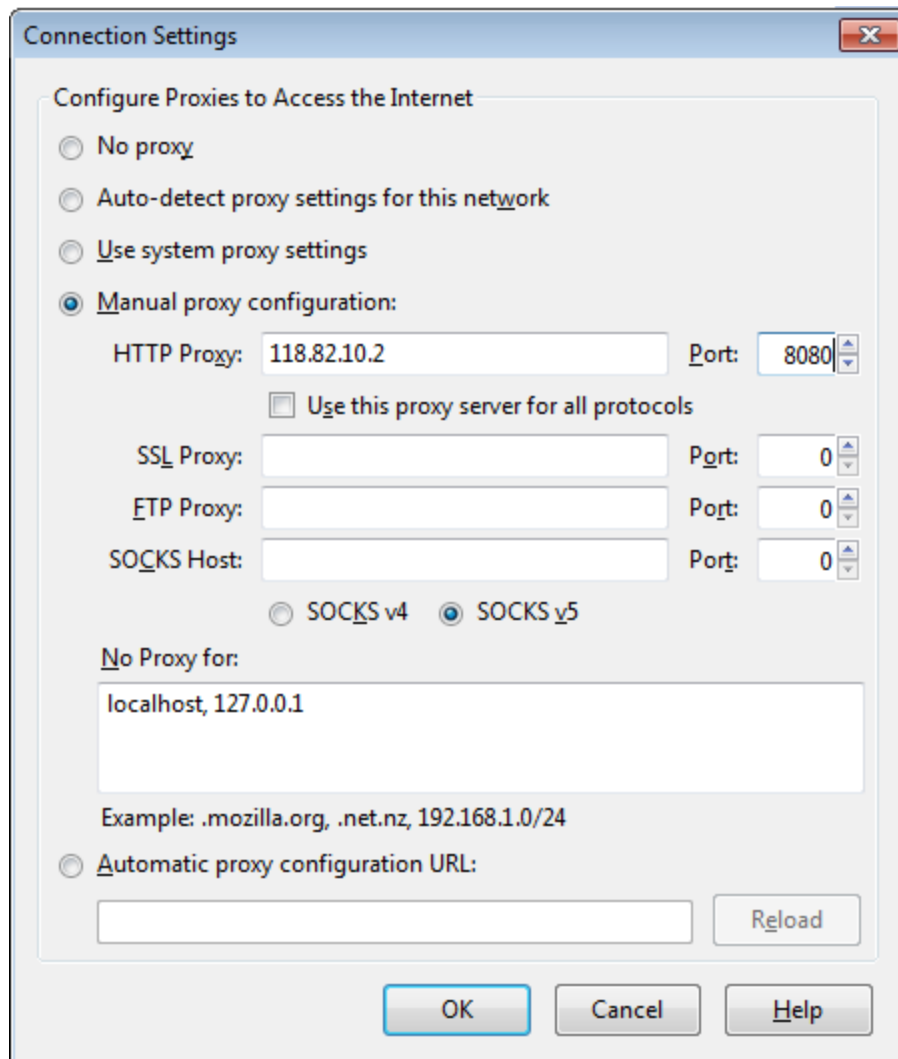 Connection Settings
Configure Proxies to Access the Internet
No proxy
Auto-detect proxy settings for this network
Use system proxy settings
Manual proxy configuration:
HTTP Proxy: 118.82.10.2 Port: 8080
Use this proxy server for all protocols
SSL Proxy: Port: 0
FTP Proxy: Port: 0
SOCKS Host: Port: 0
SOCKS v4 SOCKS v5
No Proxy for:
localhost, 127.0.0.1
Example: .mozilla.org, .net.nz, 192.168.1.0/24
Automatic proxy configuration URL:
Reload
OK Cancel Help